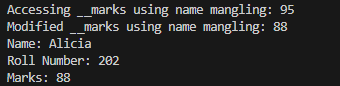 Accessing __marks using name mangling: 95
Modified __marks using name mangling: 88
Name: Alicia
Roll Number: 202
Marks: 88